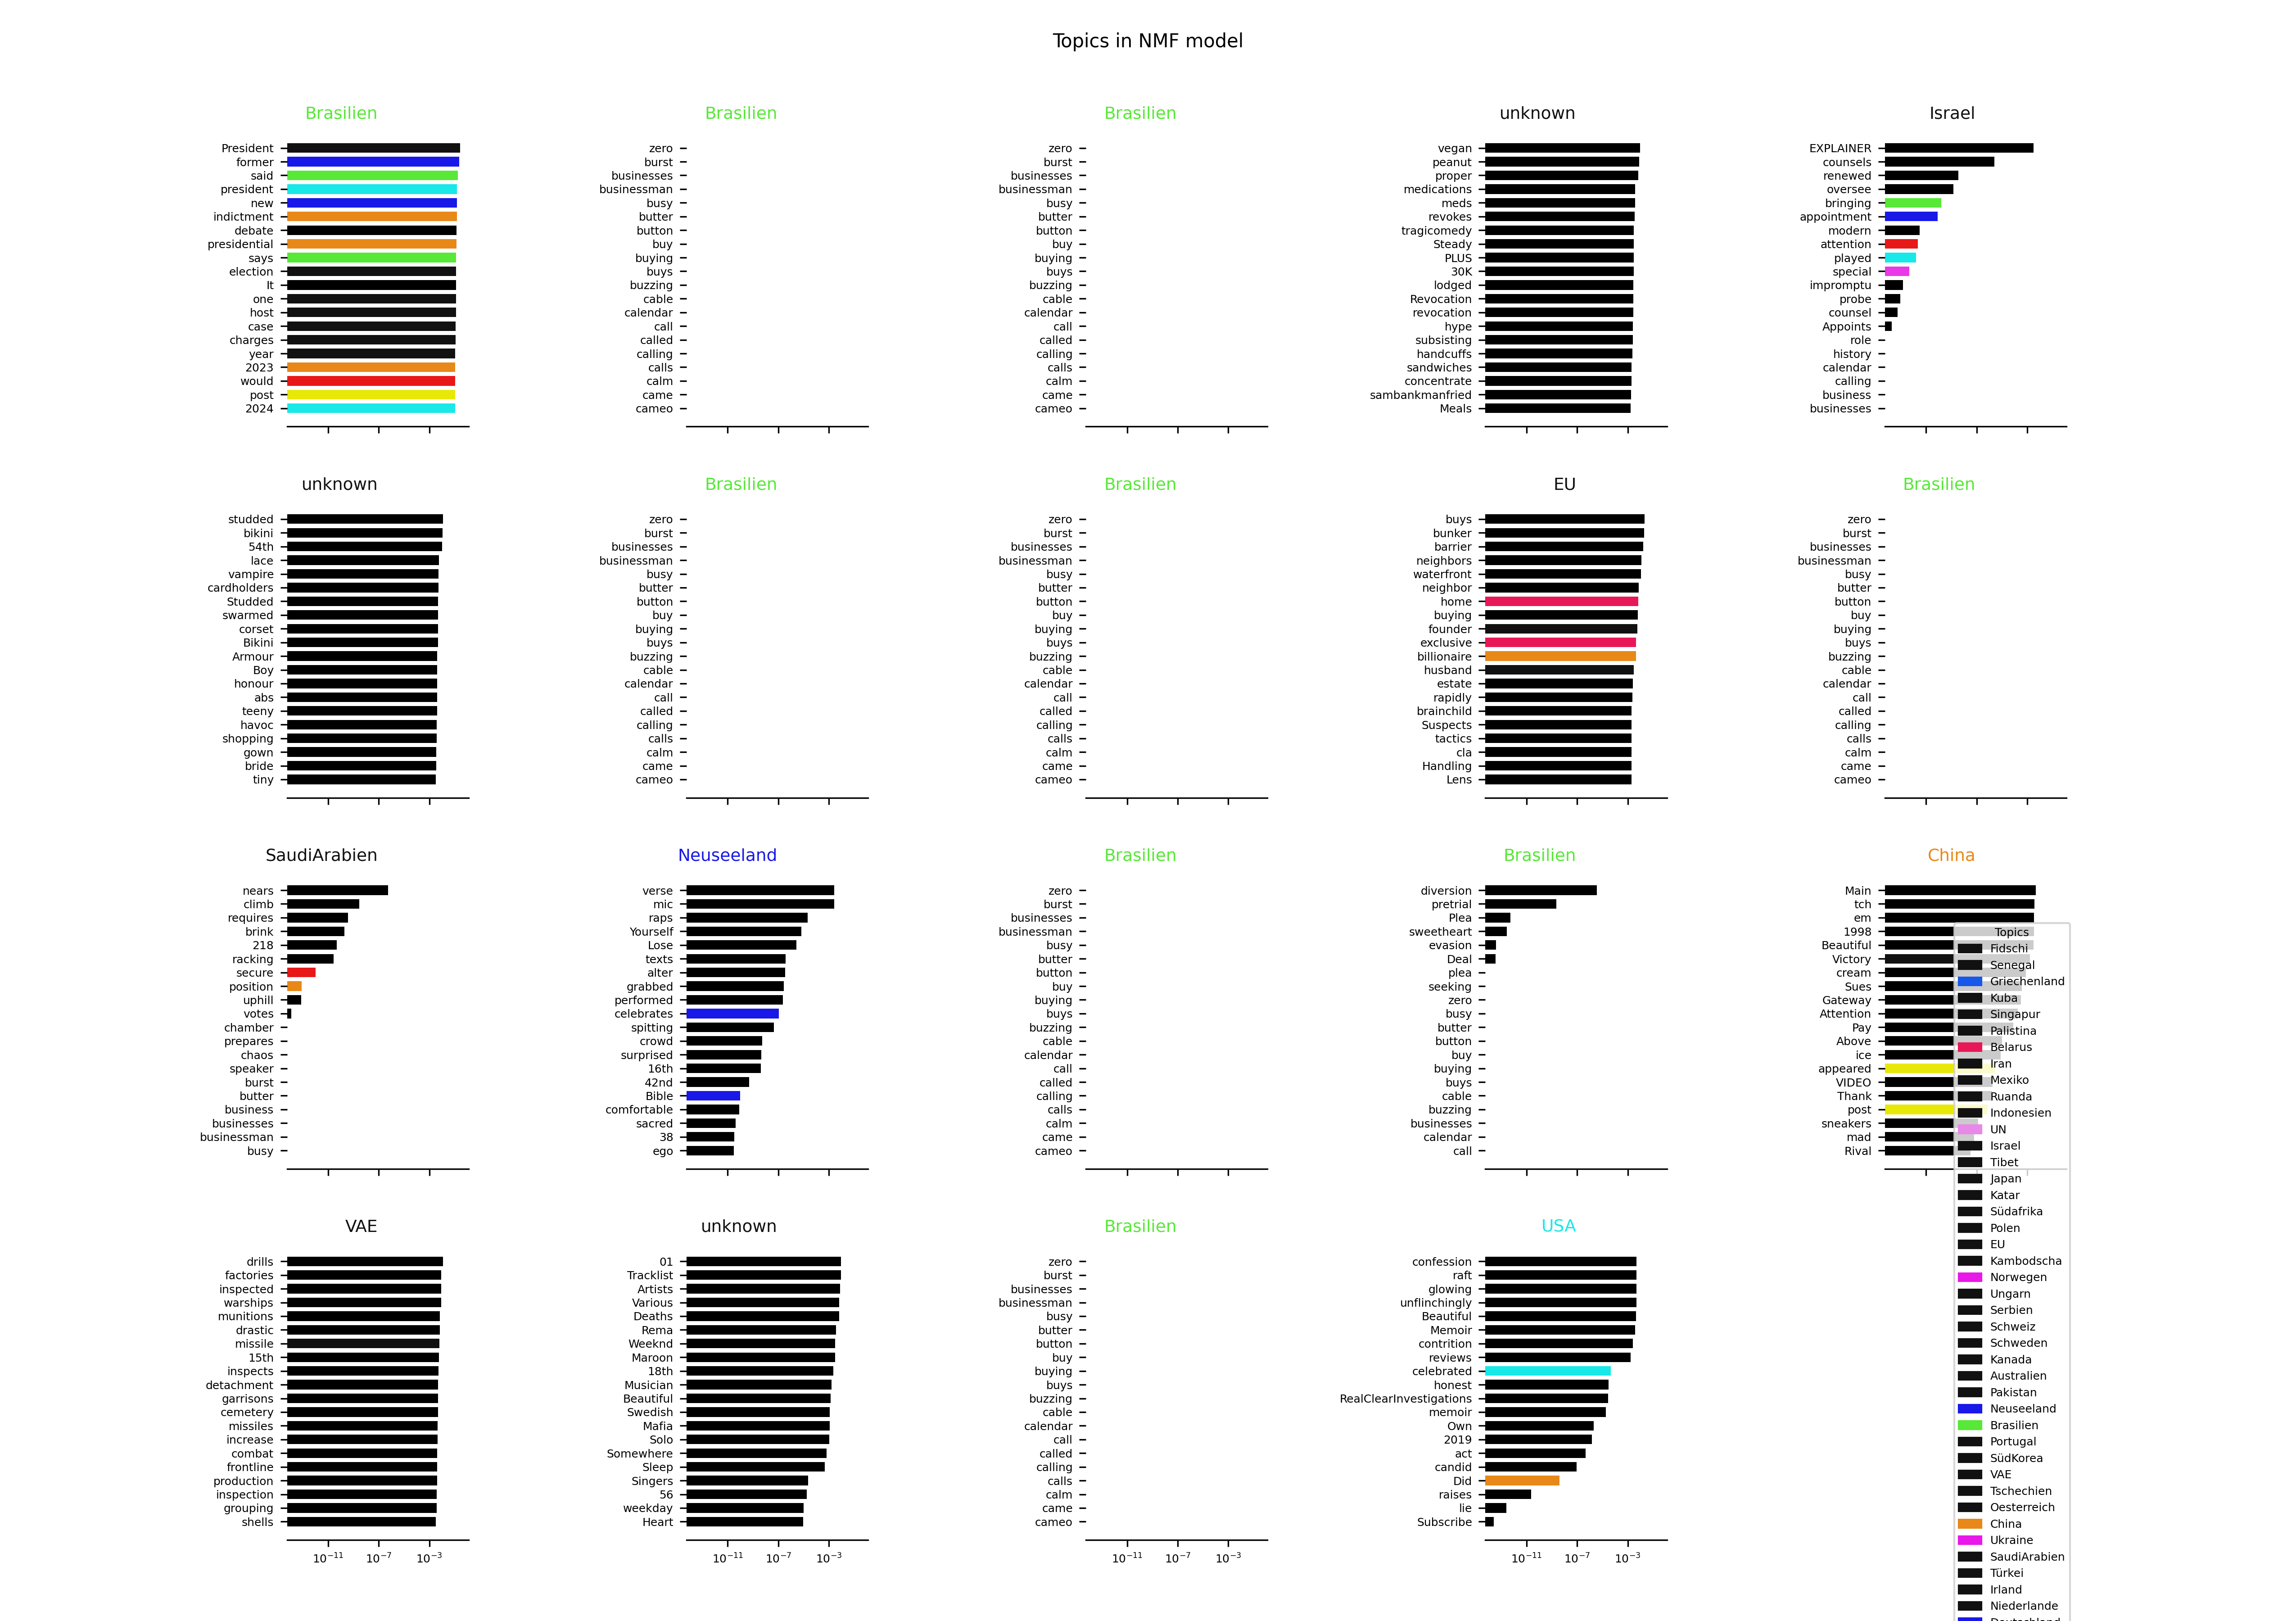 Topics in NMF model
Brasilien
President
former
said
president
new
indictment
debate
presidential
says
election
It
one
host
case
charges
year
2023
would
post
2024
Brasilien
zero
burst
businesses
businessman
busy
butter
button
buy
buying
buys
buzzing
cable
calendar
call
called
calling
calls
calm
came
cameo
Brasilien
zero
burst
businesses
businessman
busy
butter
button
buy
buying
buys
buzzing
cable
calendar
call
called
calling
calls
calm
came
cameo
unknown
vegan
peanut
proper
medications
meds
revokes
tragicomedy
Steady
PLUS
30K
lodged
Revocation
revocation
hype
subsisting
handcuffs
sandwiches
concentrate
sambankmanfried
Meals
Israel
EXPLAINER
counsels
renewed
oversee
bringing
appointment
modern
attention
played
special
impromptu
probe
counsel
Appoints
role
history
calendar
calling
business
businesses
unknown
studded
bikini
54th
lace
vampire
cardholders
Studded
swarmed
corset
Bikini
Armour
Boy
honour
abs
teeny
havoc
shopping
gown
bride
tiny
Brasilien
zero
burst
businesses
businessman
busy
butter
button
buy
buying
buys
buzzing
cable
calendar
call
called
calling
calls
calm
came
cameo
Brasilien
zero
burst
businesses
businessman
busy
butter
button
buy
buying
buys
buzzing
cable
calendar
call
called
calling
calls
calm
came
cameo
EU
buys
bunker
barrier
neighbors
waterfront
neighbor
home
buying
founder
exclusive
billionaire
husband
estate
rapidly
brainchild
Suspects
tactics
cla
Handling
Lens
Brasilien
zero
burst
businesses
businessman
busy
butter
button
buy
buying
buys
buzzing
cable
calendar
call
called
calling
calls
calm
came
cameo
SaudiArabien
nears
climb
requires
brink
218
racking
secure
position
uphill
votes
chamber
prepares
chaos
speaker
burst
butter
business
businesses
businessman
busy
Neuseeland
verse
mic
raps
Yourself
Lose
texts
alter
grabbed
performed
celebrates
spitting
crowd
surprised
16th
42nd
Bible
comfortable
sacred
38
ego
Brasilien
zero
burst
businesses
businessman
busy
butter
button
buy
buying
buys
buzzing
cable
calendar
call
called
calling
calls
calm
came
cameo
Brasilien
diversion
pretrial
Plea
sweetheart
evasion
Deal
plea
seeking
zero
busy
butter
button
buy
buying
buys
cable
buzzing
businesses
calendar
call
China
Main
tch
em
1998
Beautiful
Victory
cream
Sues
Gateway
Attention
Pay
Above
ice
appeared
VIDEO
Thank
post
sneakers
mad
Rival
VAE
drills
factories
inspected
warships
munitions
drastic
missile
15th
inspects
detachment
garrisons
cemetery
missiles
increase
combat
frontline
production
inspection
grouping
shells
10⁻¹¹ 10⁻⁷ 10⁻³
unknown
01
Tracklist
Artists
Various
Deaths
Rema
Weeknd
Maroon
18th
Musician
Beautiful
Swedish
Mafia
Solo
Somewhere
Sleep
Singers
56
weekday
Heart
10⁻¹¹ 10⁻⁷ 10⁻³
Brasilien
zero
burst
businesses
businessman
busy
butter
button
buy
buying
buys
buzzing
cable
calendar
call
called
calling
calls
calm
came
cameo
10⁻¹¹ 10⁻⁷ 10⁻³
USA
confession
raft
glowing
unflinchingly
Beautiful
Memoir
contrition
reviews
celebrated
honest
RealClearInvestigations
memoir
Own
2019
act
candid
Did
raises
lie
Subscribe
10⁻¹¹ 10⁻⁷ 10⁻³
Topics
Fidschi
Senegal
Griechenland
Kuba
Singapur
Palistina
Belarus
Iran
Mexiko
Ruanda
Indonesien
UN
Israel
Tibet
Japan
Katar
Südafrika
Polen
EU
Kambodscha
Norwegen
Ungarn
Serbien
Schweiz
Schweden
Kanada
Australien
Pakistan
Neuseeland
Brasilien
Portugal
SüdKorea
VAE
Tschechien
Oesterreich
China
Ukraine
SaudiArabien
Türkei
Irland
Niederlande